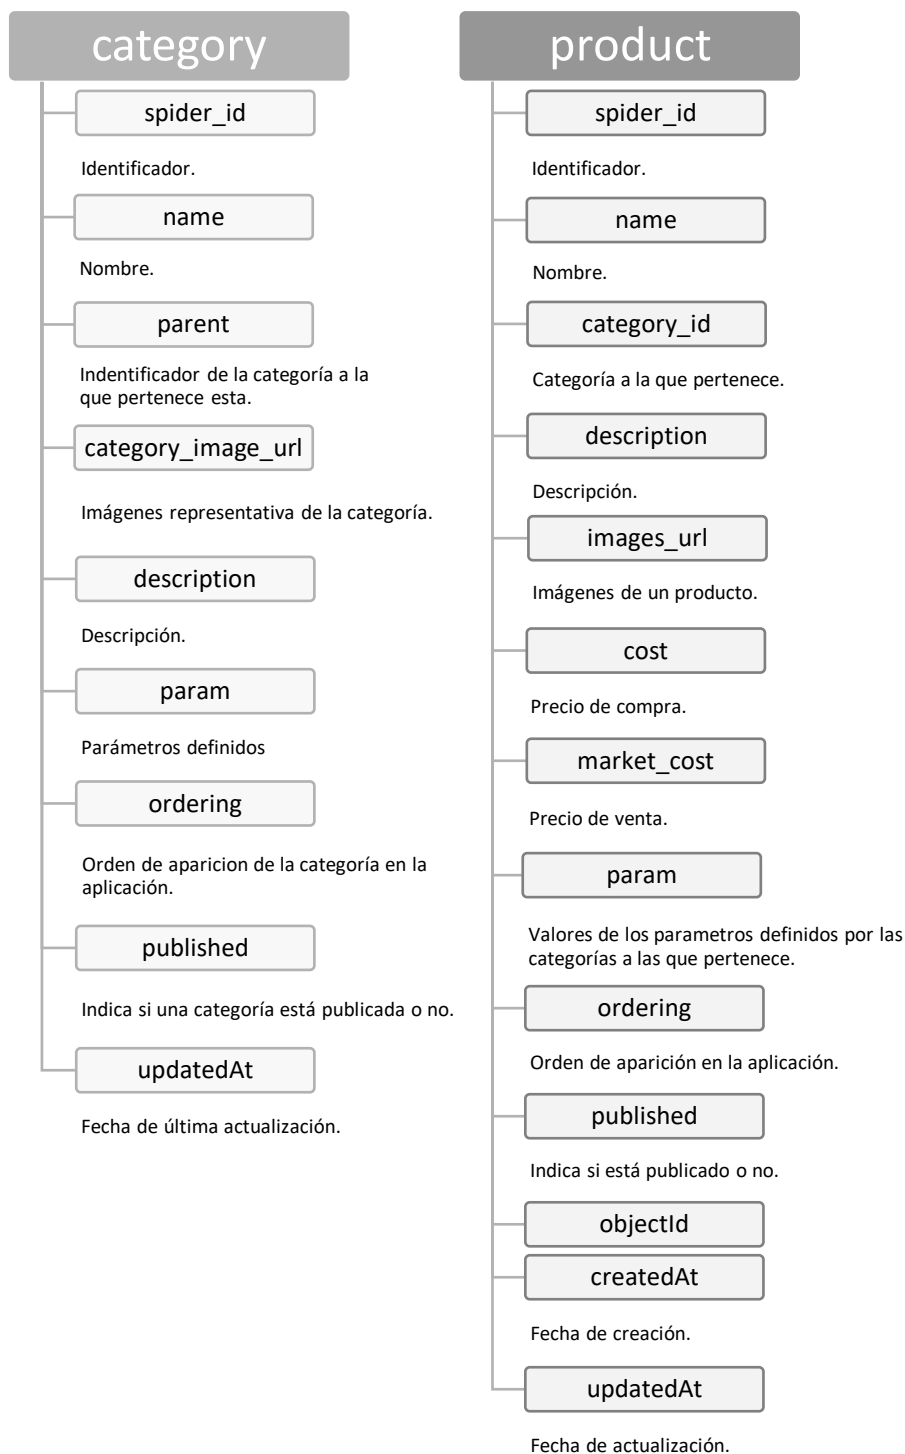 category
spider_id
Identificador.
name
Nombre.
parent
Indentificador de la categoría a la
que pertenece esta.
category_image_url
Imágenes representativa de la categoría.
description
Descripción.
param
Parámetros definidos
ordering
Orden de aparicion de la categoría en la
aplicación.
published
Indica si una categoría está publicada o no.
updatedAt
Fecha de última actualización.
product
spider_id
Identificador.
name
Nombre.
category_id
Categoría a la que pertenece.
description
Descripción.
images_url
Imágenes de un producto.
cost
Precio de compra.
market_cost
Precio de venta.
param
Valores de los parametros definidos por las
categorías a las que pertenece.
ordering
Orden de aparición en la aplicación.
published
Indica si está publicado o no.
objectId
createdAt
Fecha de creación.
updatedAt
Fecha de actualización.